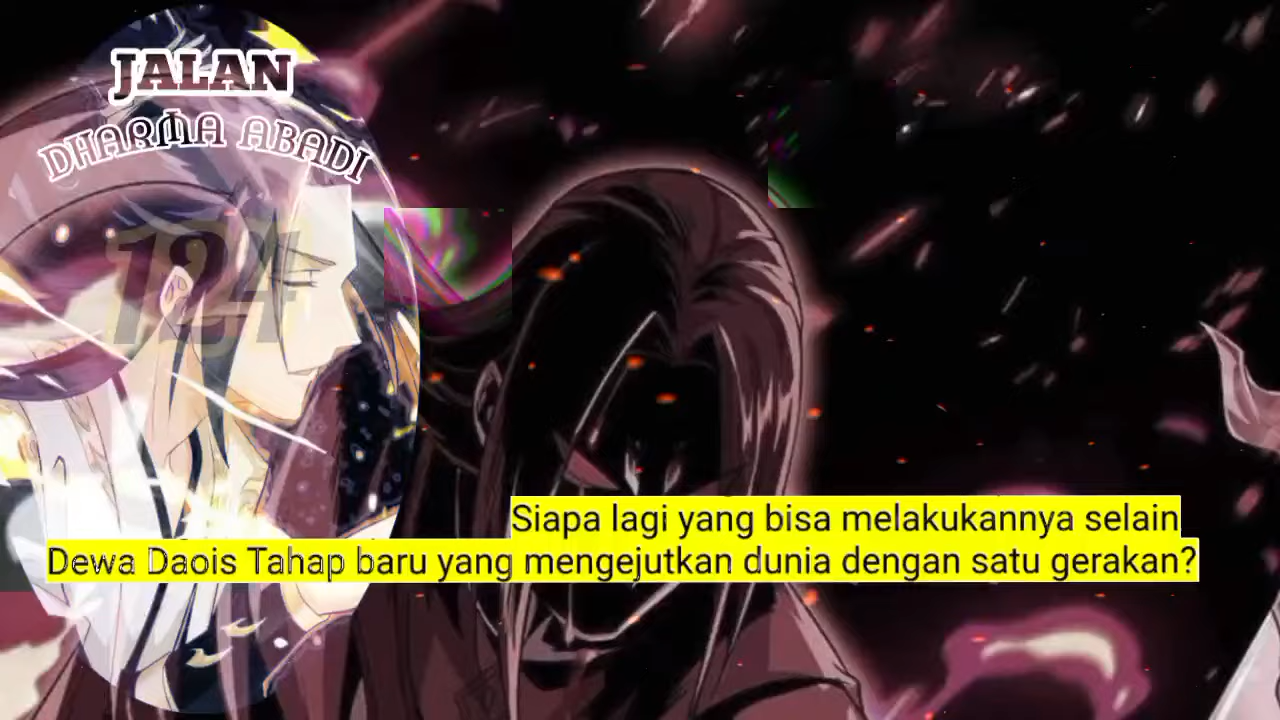 JALAN
DHARMA ABADI
124
Siapa lagi yang bisa melakukannya selain
Dewa Daois Tahap baru yang mengejutkan dunia dengan satu gerakan?